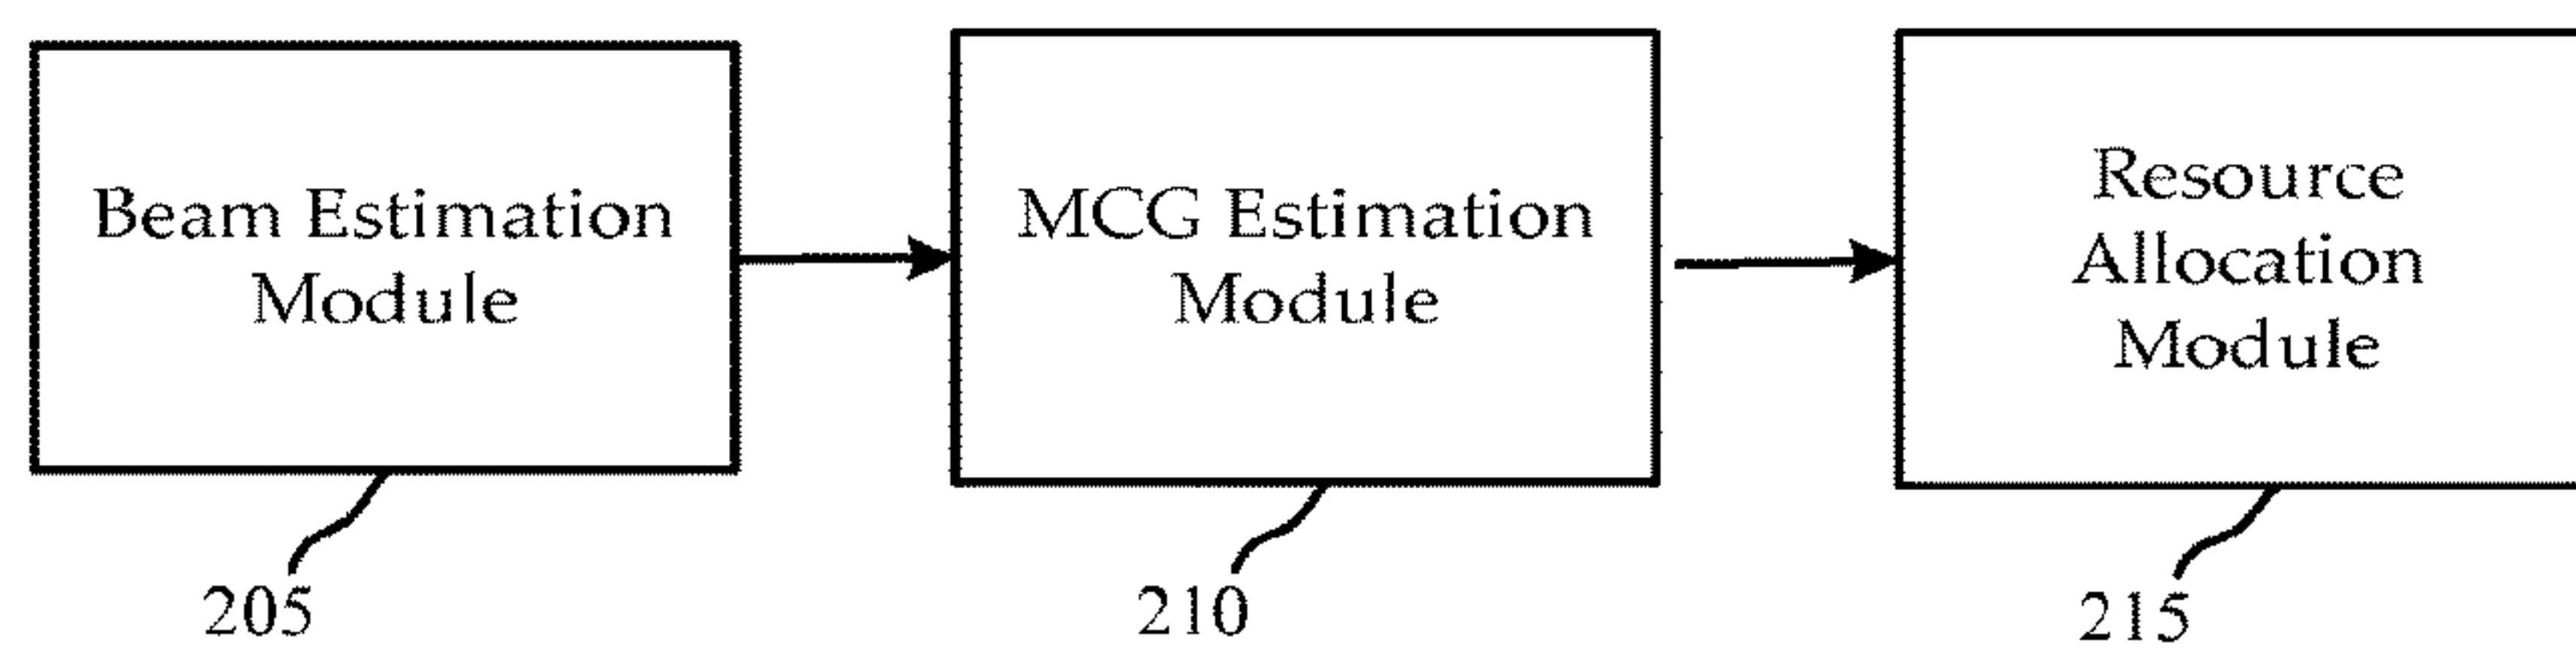 Beam Estimation
Module
MCG Estimation
Module
Resource
Allocation
Module
205
210
215